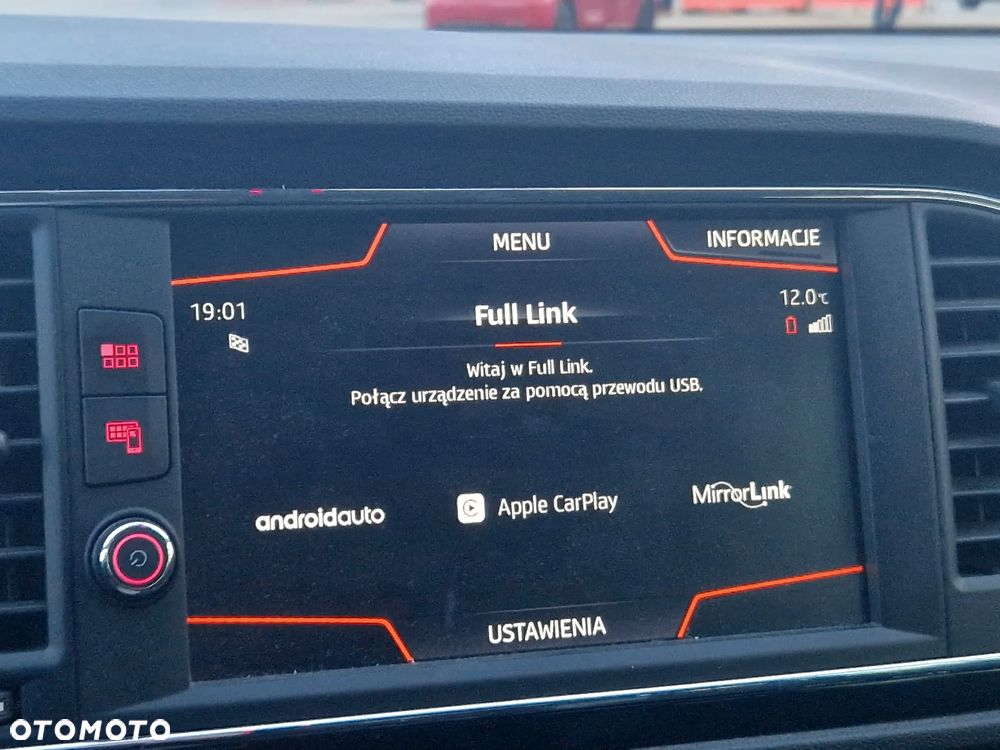 MENU
INFORMACJE
19:01
12.0°C
Full Link
Witaj w Full Link.
Połącz urządzenie za pomocą przewodu USB.
androidauto
Apple CarPlay
MirrorLink
USTAWIENIA
OTOMOTO